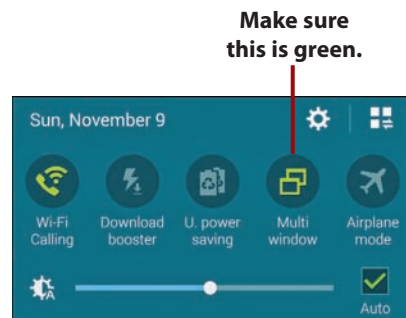 Make sure
this is green.
Sun, November 9
Wi-Fi
Calling
Download
booster
U. power
saving
Multi
window
Airplane
mode
A
Auto